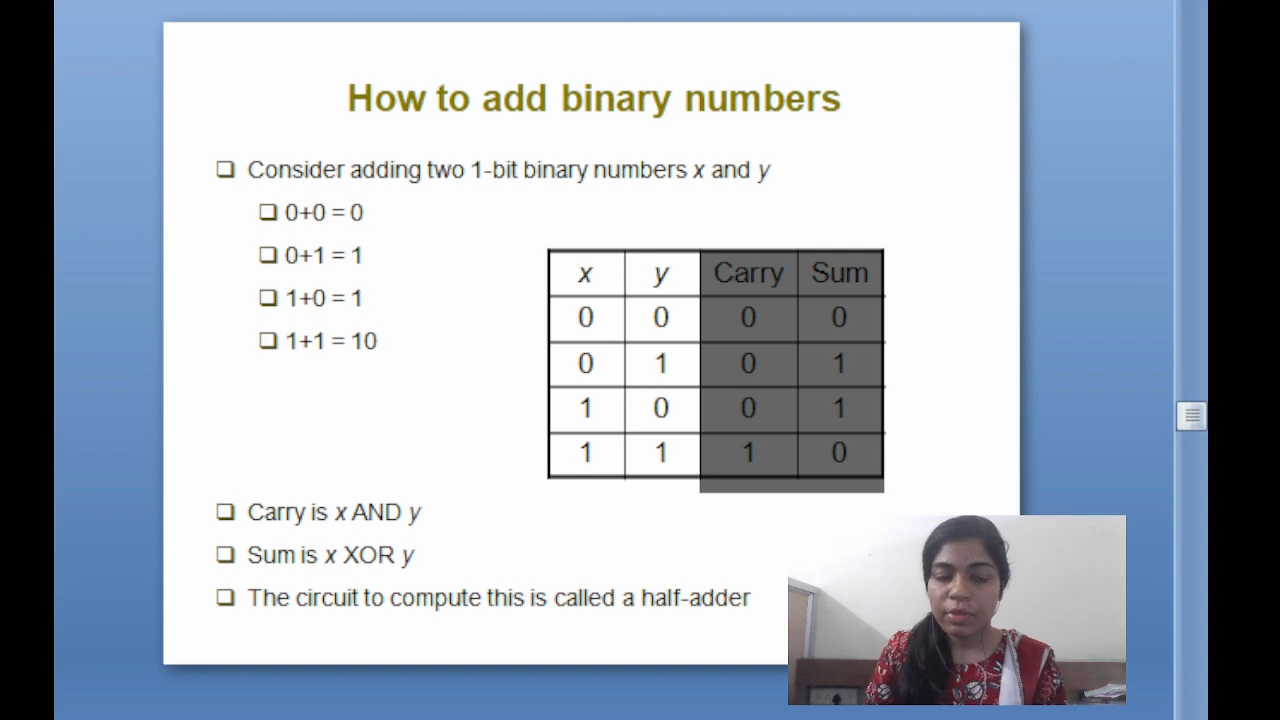 How to add binary numbers
Consider adding two 1-bit binary numbers x and y
0+0 = 0
0+1 = 1
1+0 = 1
1+1 = 10
x y Carry Sum
0 0 0 0
0 1 0 1
1 0 0 1
1 1 1 0
Carry is x AND y
Sum is x XOR y
The circuit to compute this is called a half-adder